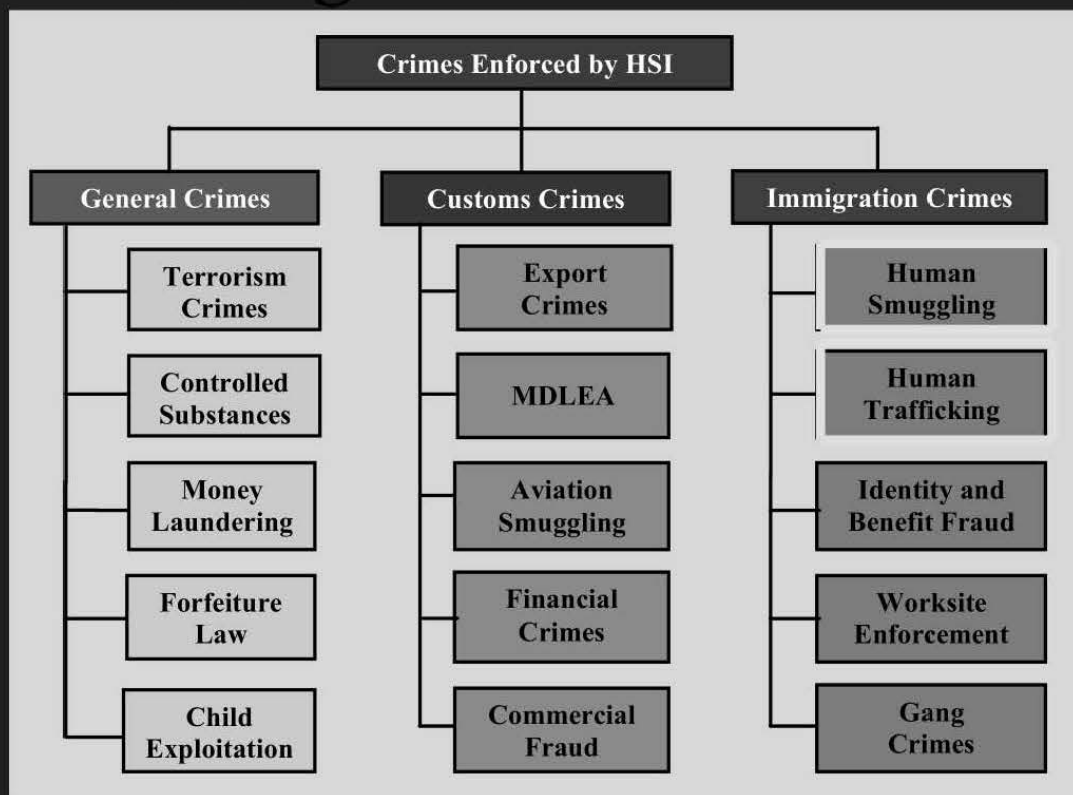 Crimes Enforced by HSI
General Crimes
Terrorism
Crimes
Controlled
Substances
Money
Laundering
Forfeiture
Law
Child
Exploitation
Customs Crimes
Export
Crimes
MDLEA
Aviation
Smuggling
Financial
Crimes
Commercial
Fraud
Immigration Crimes
Human
Smuggling
Human
Trafficking
Identity and
Benefit Fraud
Worksite
Enforcement
Gang
Crimes